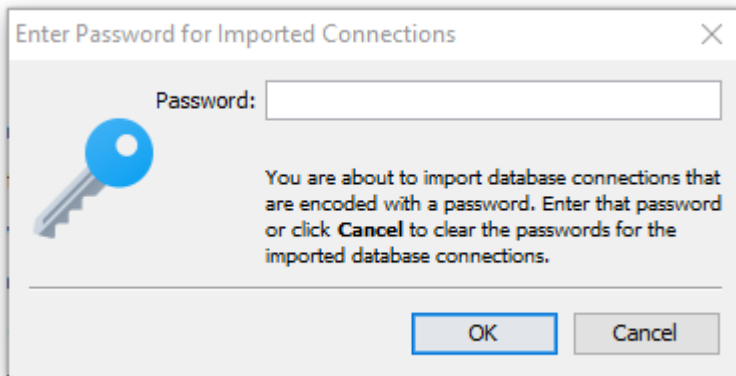 Enter Password for Imported Connections
Password:
You are about to import database connections that
are encoded with a password. Enter that password
or click Cancel to clear the passwords for the
imported database connections.
OK Cancel